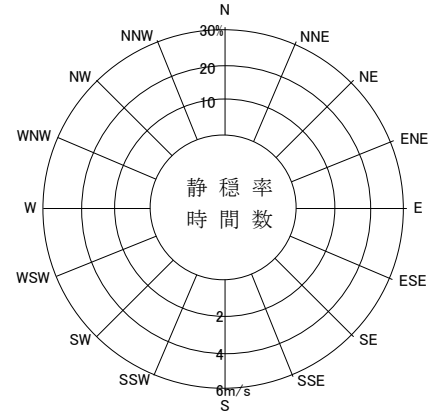 N
NNW
NNE
30%
NW
NE
20
10
WNW
ENE
静穏率
W
E
時間数
WSW
ESE
2
SW
SE
4
SSW
SSE
6m/s
S